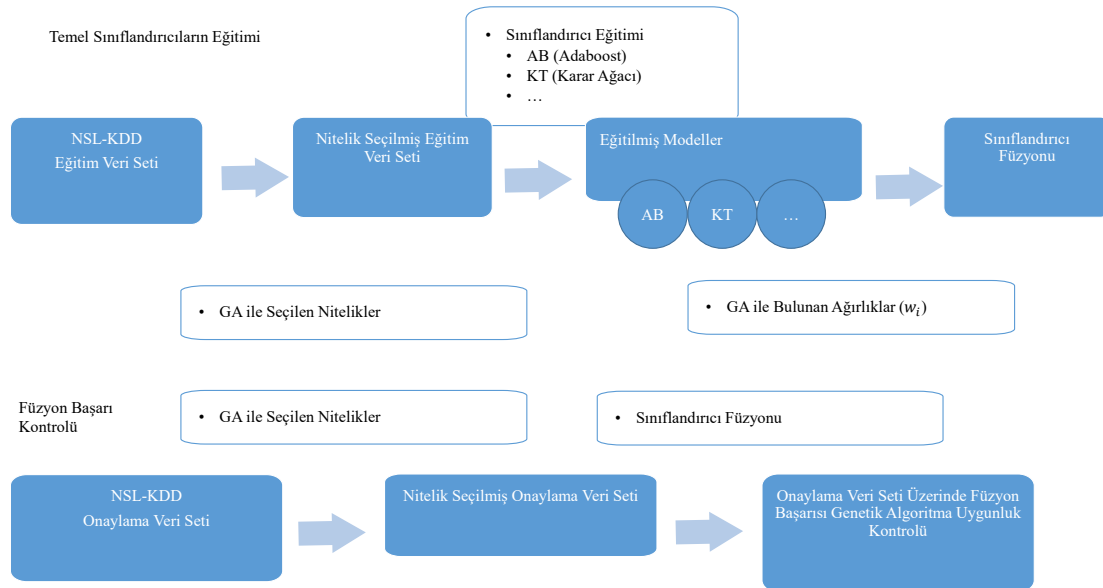 Temel Sınıflandırıcıların Eğitimi
• Sınıflandırıcı Eğitimi
• AB (Adaboost)
• KT (Karar Ağacı)
• …
NSL-KDD
Eğitim Veri Seti
Nitelik Seçilmiş Eğitim
Veri Seti
Eğitilmiş Modeller
AB
KT
…
Sınıflandırıcı
Füzyonu
• GA ile Seçilen Nitelikler
• GA ile Bulunan Ağırlıklar (w_i)
Füzyon Başarı
Kontrolü
• GA ile Seçilen Nitelikler
• Sınıflandırıcı Füzyonu
NSL-KDD
Onaylama Veri Seti
Nitelik Seçilmiş Onaylama Veri Seti
Onaylama Veri Seti Üzerinde Füzyon
Başarısı Genetik Algoritma Uygunluk
Kontrolü